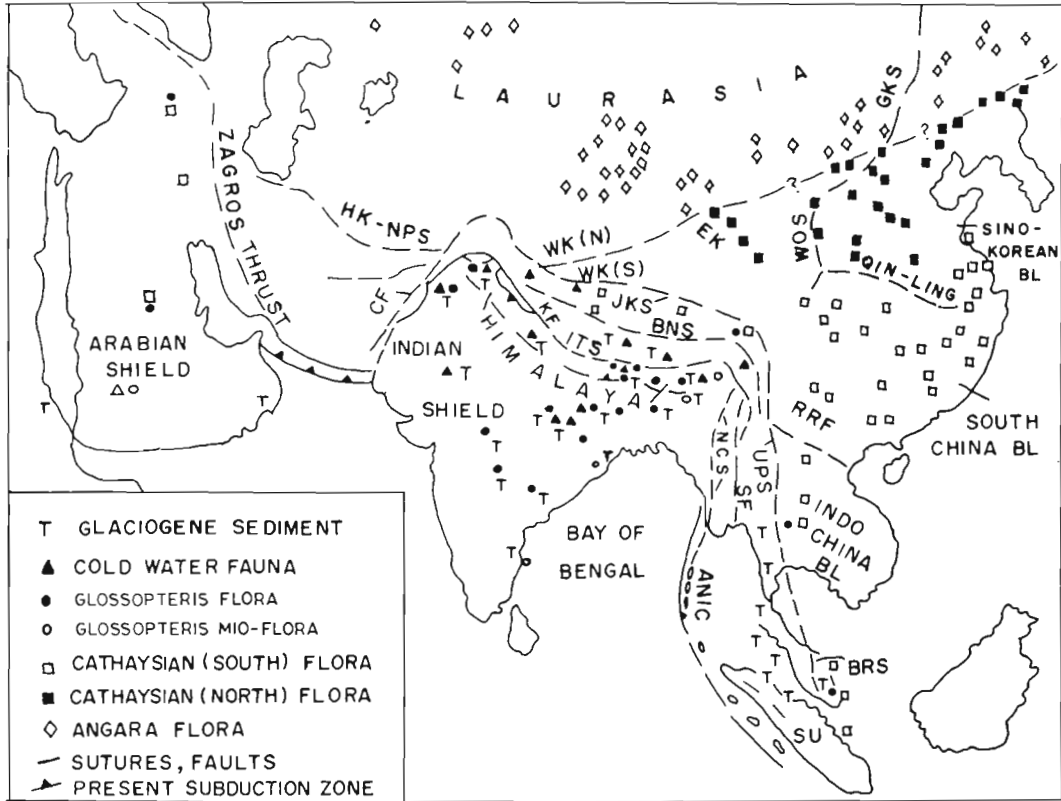 LAURASIA
GKS
?
?
ZAGROS THRUST
HK-NPS
WK(N)
EK
WK(S)
MOS
QIN-LING
SINO-
KOREAN
BL
CF
KF
JKS
BNS
ITS
HIMALAYA
ARABIAN
SHIELD
INDIAN
SHIELD
NCS
SF
UPS
RRF
SOUTH
CHINA BL
INDO
CHINA
BL
BAY OF
BENGAL
ANIC
BRS
SU
T GLACIOGENE SEDIMENT
COLD WATER FAUNA
GLOSSOPTERIS FLORA
GLOSSOPTERIS MIO-FLORA
CATHAYSIAN (SOUTH) FLORA
CATHAYSIAN (NORTH) FLORA
ANGARA FLORA
SUTURES, FAULTS
PRESENT SUBDUCTION ZONE